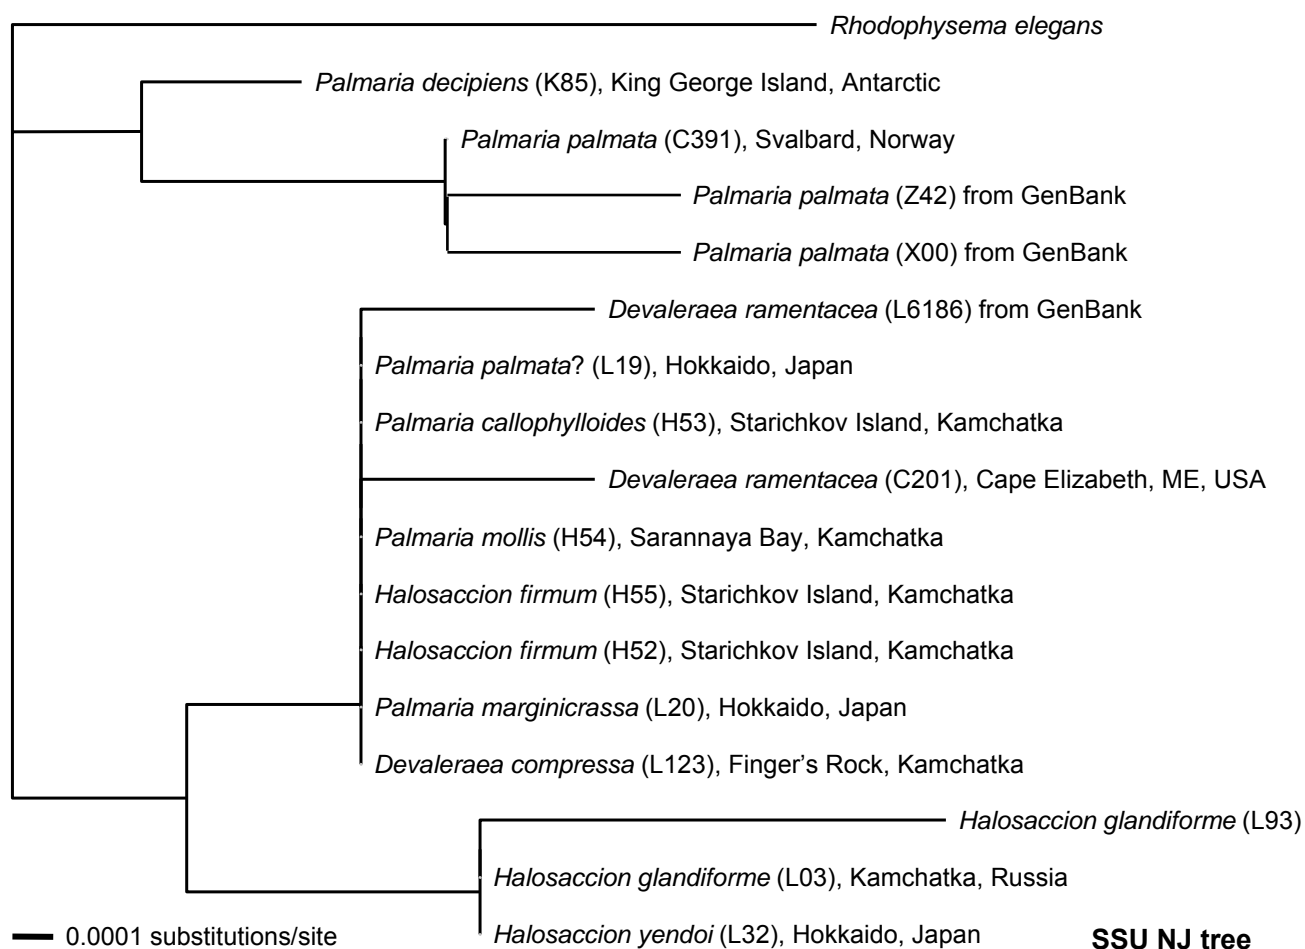 Rhodophysema elegans
Palmaria decipiens (K85), King George Island, Antarctic
Palmaria palmata (C391), Svalbard, Norway
Palmaria palmata (Z42) from GenBank
Palmaria palmata (X00) from GenBank
Devaleraea ramentacea (L6186) from GenBank
Palmaria palmata? (L19), Hokkaido, Japan
Palmaria callophylloides (H53), Starichkov Island, Kamchatka
Devaleraea ramentacea (C201), Cape Elizabeth, ME, USA
Palmaria mollis (H54), Sarannaya Bay, Kamchatka
Halosaccion firmum (H55), Starichkov Island, Kamchatka
Halosaccion firmum (H52), Starichkov Island, Kamchatka
Palmaria marginicrassa (L20), Hokkaido, Japan
Devaleraea compressa (L123), Finger's Rock, Kamchatka
Halosaccion glandiforme (L93)
Halosaccion glandiforme (L03), Kamchatka, Russia
Halosaccion yendoi (L32), Hokkaido, Japan
0.0001 substitutions/site
SSU NJ tree